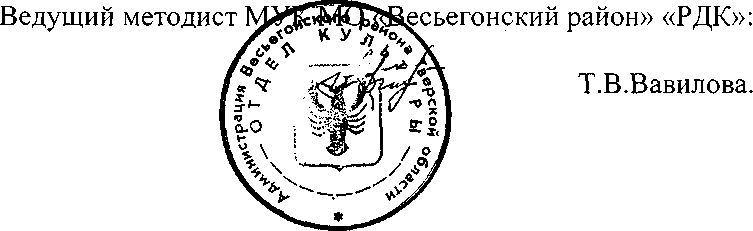 Ведущий методист МУК МО «Весьегонский район» «РДК»:
Т.В.Вавилова.
Администрация Весьегонского района Тверской области
ОТДЕЛ КУЛЬТУРЫ